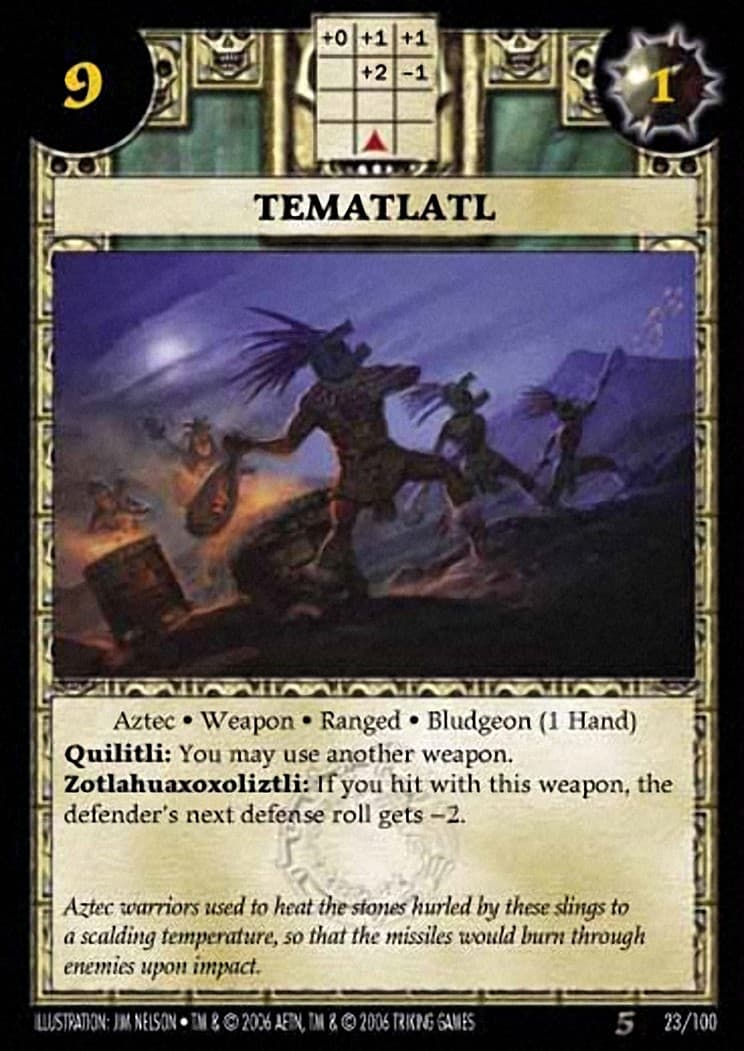 +0 +1 +1
9
+2 -1
1
TEMATLATL
Aztec • Weapon • Ranged • Bludgeon (1 Hand)
Quilitli: You may use another weapon.
Zotlahuaxoxoliztli: If you hit with this weapon, the
defender's next defense roll gets –2.
Aztec warriors used to heat the stones hurled by these slings to
a scalding temperature, so that the missiles would burn through
enemies upon impact.
ILLUSTRATION: JIM NELSON • TM & © 2006 AETN, TM & © 2006 TRIKING GAMES
5 23/100